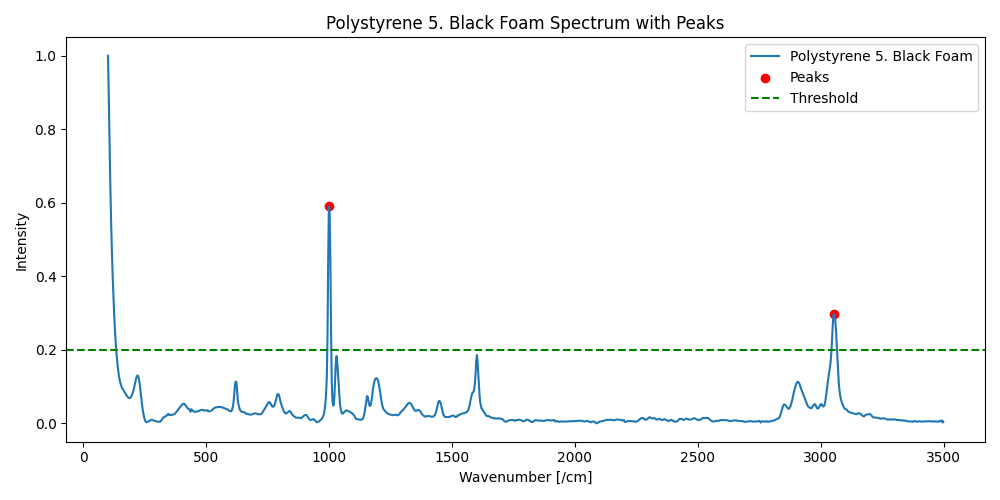 Polystyrene 5. Black Foam Spectrum with Peaks
Polystyrene 5. Black Foam
Peaks
Threshold
1.0
0.8
0.6
0.4
0.2
0.0
Intensity
0 500 1000 1500 2000 2500 3000 3500
Wavenumber [/cm]